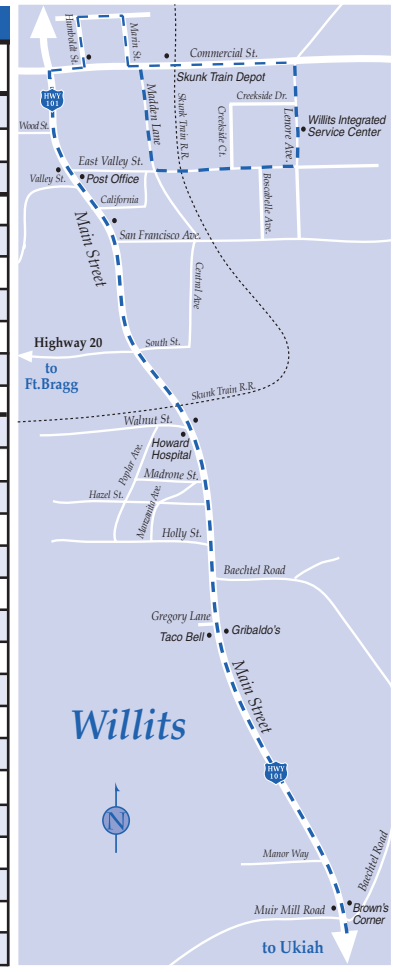 Humboldt St.
Marin St.
Commercial St.
Skunk Train Depot
HWY
101
Madden Lane
Skunk Train R.R.
Creekside Dr.
Creekside Ct.
Lenore Ave.
Willits Integrated
Service Center
Wood St.
East Valley St.
Valley St.
Post Office
California
Boscabelle Ave.
Main Street
San Francisco Ave.
Central Ave
Highway 20
to
Ft.Bragg
South St.
Skunk Train R.R.
Walnut St.
Howard
Hospital
Poplar Ave.
Madrone St.
Hazel St.
Manzanita Ave.
Holly St.
Baechtel Road
Gregory Lane
Taco Bell
Gribaldo's
Main Street
Willits
HWY
101
N
Manor Way
Baechtel Road
Muir Mill Road
Brown's
Corner
to Ukiah